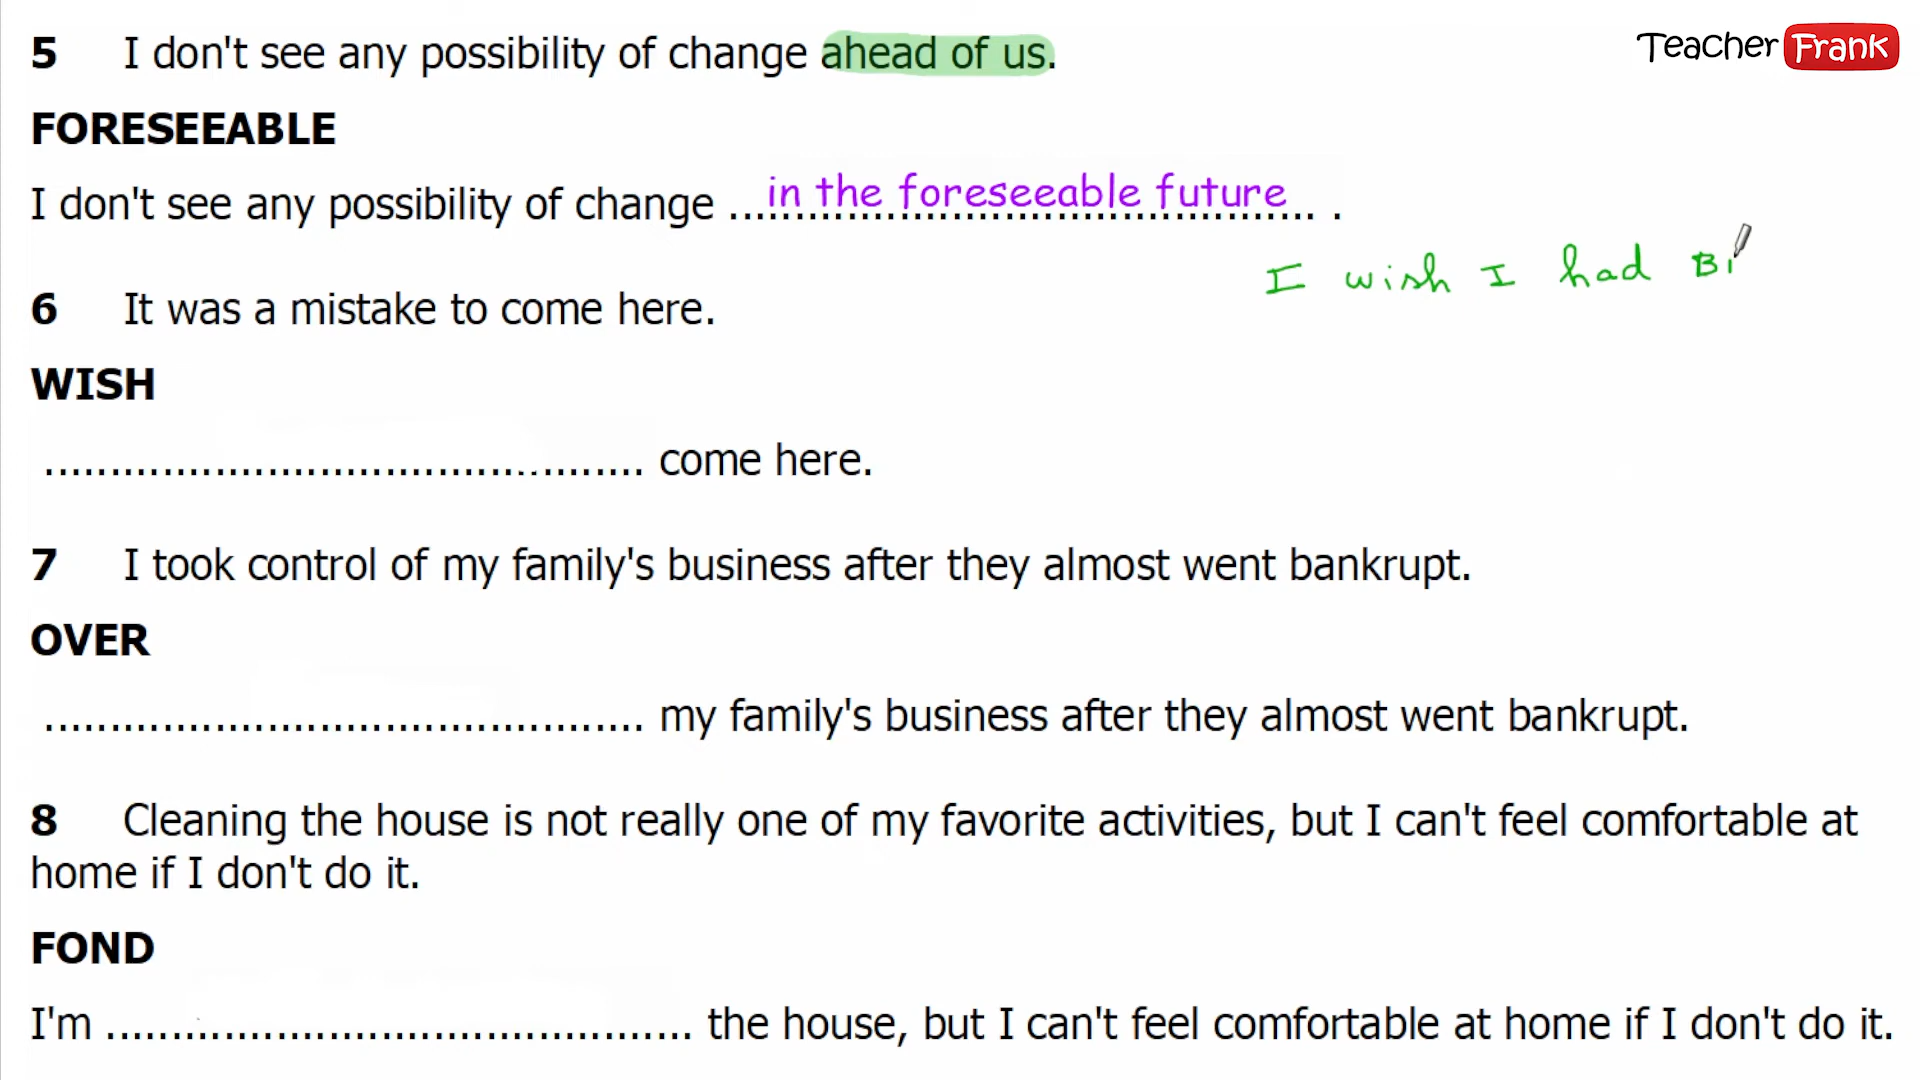 Teacher Frank
5 I don't see any possibility of change ahead of us.
FORESEEABLE
I don't see any possibility of change in the foreseeable future .
I wish I had
6 It was a mistake to come here.
WISH
come here.
7 I took control of my family's business after they almost went bankrupt.
OVER
my family's business after they almost went bankrupt.
8 Cleaning the house is not really one of my favorite activities, but I can't feel comfortable at
home if I don't do it.
FOND
I'm ............................................. the house, but I can't feel comfortable at home if I don't do it.